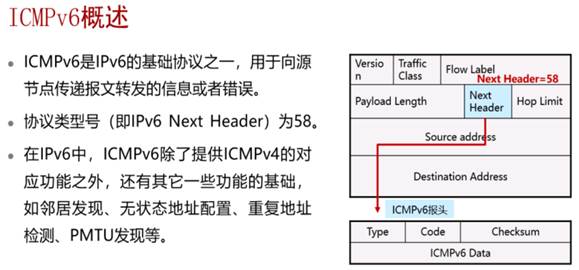 ICMPv6概述
ICMPv6是IPv6的基础协议之一，用于向源
节点传递报文转发的信息或者错误。
协议类型号（即IPv6 Next Header）为58。
在IPv6中，ICMPv6除了提供ICMPv4的对
应功能之外，还有其它一些功能的基础，
如邻居发现、无状态地址配置、重复地址
检测、PMTU发现等。
Versio
n
Traffic
Class
Flow Label
Next Header=58
Payload Length
Next
Header
Hop Limit
Source address
Destination Address
ICMPv6报头
Type
Code
Checksum
ICMPv6 Data